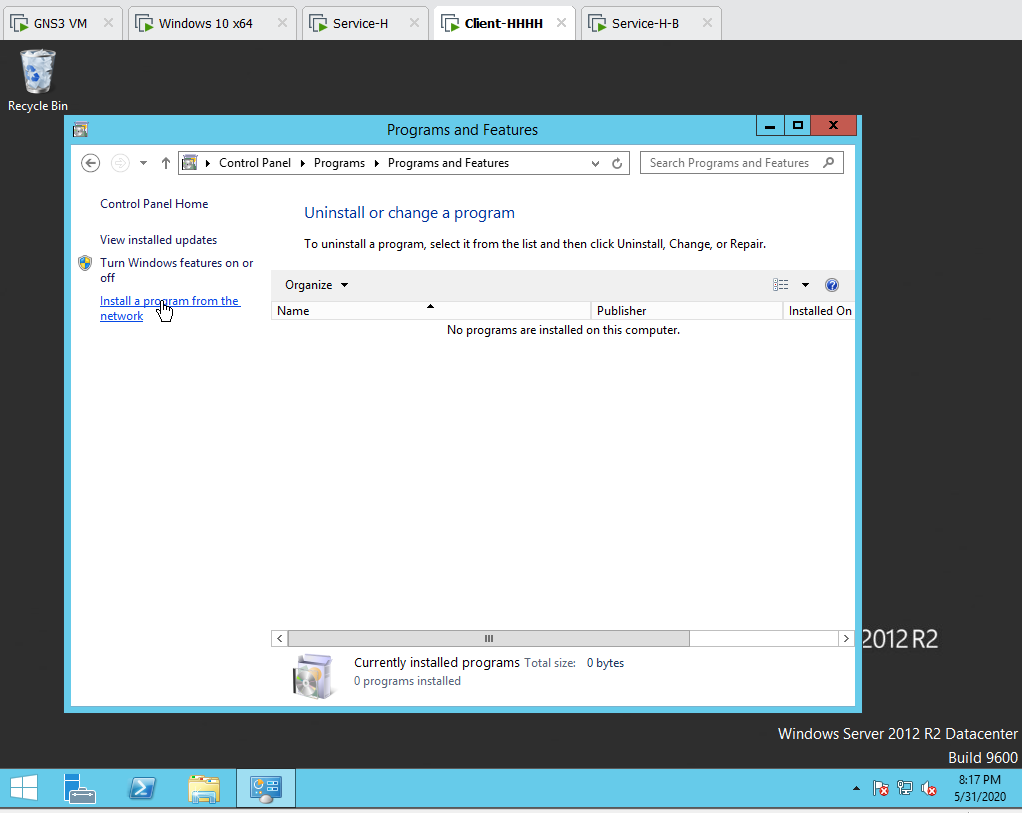 GNS3 VM
Windows 10 x64
Service-H
Client-HHHH
Service-H-B
Recycle Bin
Programs and Features
Control Panel
Programs
Programs and Features
Search Programs and Features
Control Panel Home
View installed updates
Turn Windows features on or
off
Install a program from the
network
Uninstall or change a program
To uninstall a program, select it from the list and then click Uninstall, Change, or Repair.
Organize
Name
Publisher
Installed On
No programs are installed on this computer.
Currently installed programs Total size: 0 bytes
0 programs installed
2012 R2
Windows Server 2012 R2 Datacenter
Build 9600
8:17 PM
5/31/2020